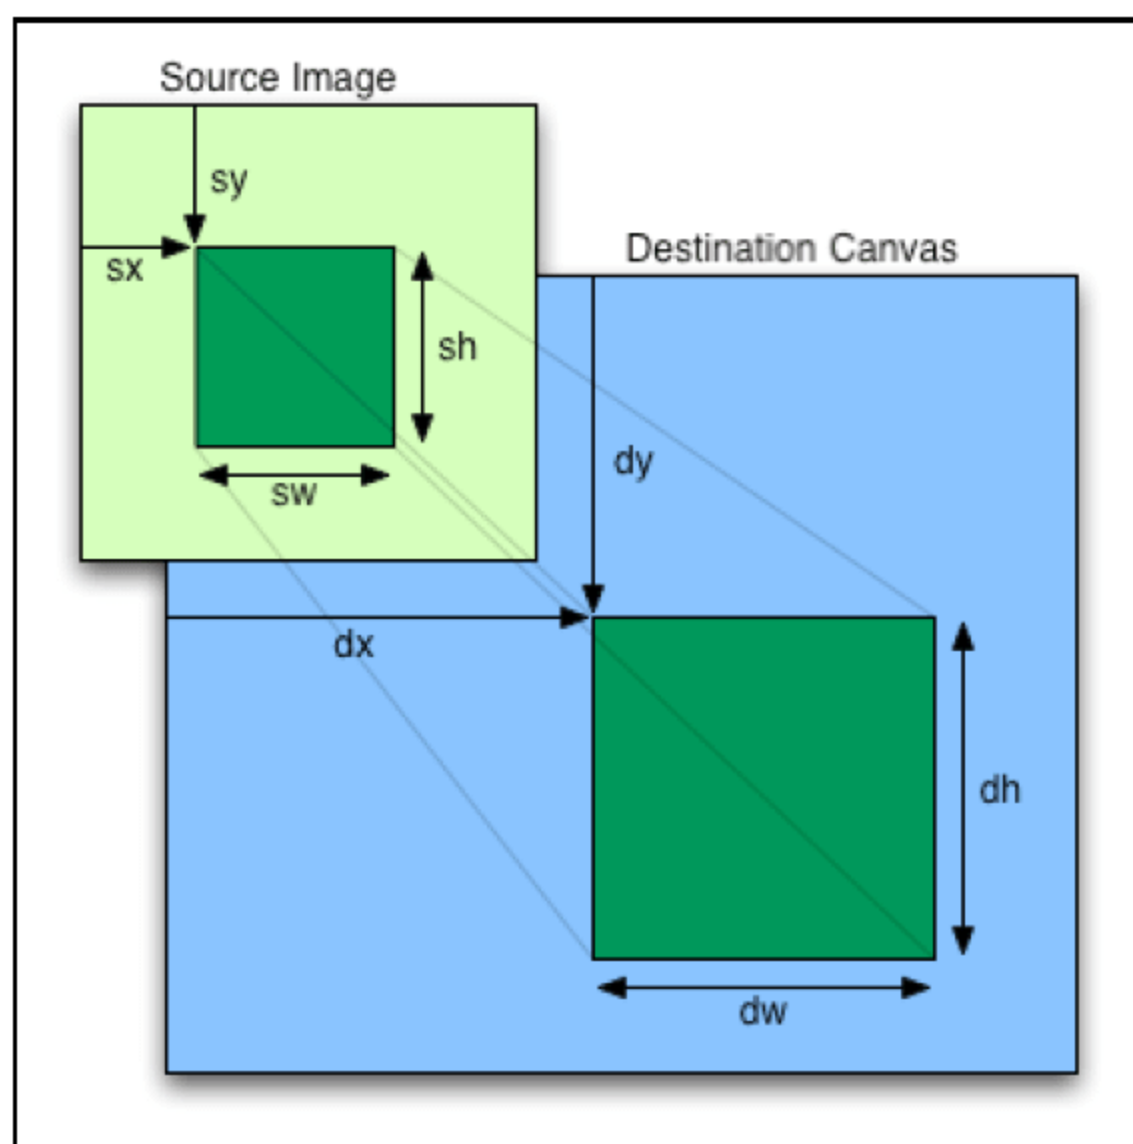 Source Image
sy
sx
Destination Canvas
sh
sw
dy
dx
dh
dw